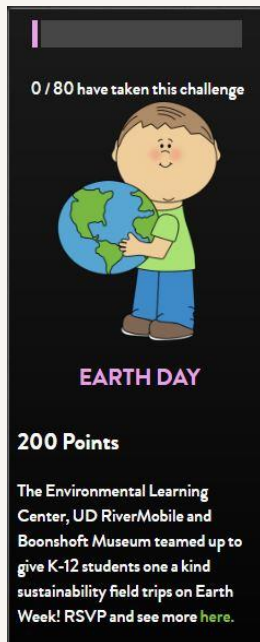 0 / 80 have taken this challenge
EARTH DAY
200 Points
The Environmental Learning
Center, UD RiverMobile and
Boonshoft Museum teamed up to
give K-12 students one a kind
sustainability field trips on Earth
Week! RSVP and see more here.